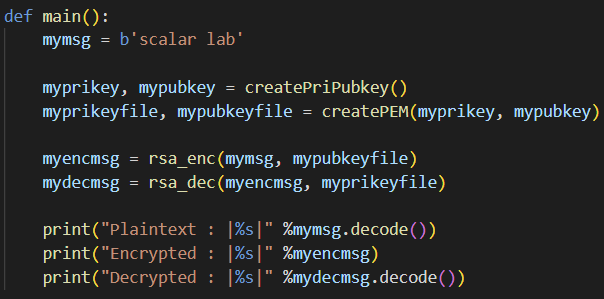 def main():
    mymsg = b'scalar lab'

    myprikey, mypubkey = createPriPubkey()
    myprikeyfile, mypubkeyfile = createPEM(myprikey, mypubkey)

    myencmsg = rsa_enc(mymsg, mypubkeyfile)
    mydecmsg = rsa_dec(myencmsg, myprikeyfile)

    print("Plaintext : |%s|" %mymsg.decode())
    print("Encrypted : |%s|" %myencmsg)
    print("Decrypted : |%s|" %mydecmsg.decode())